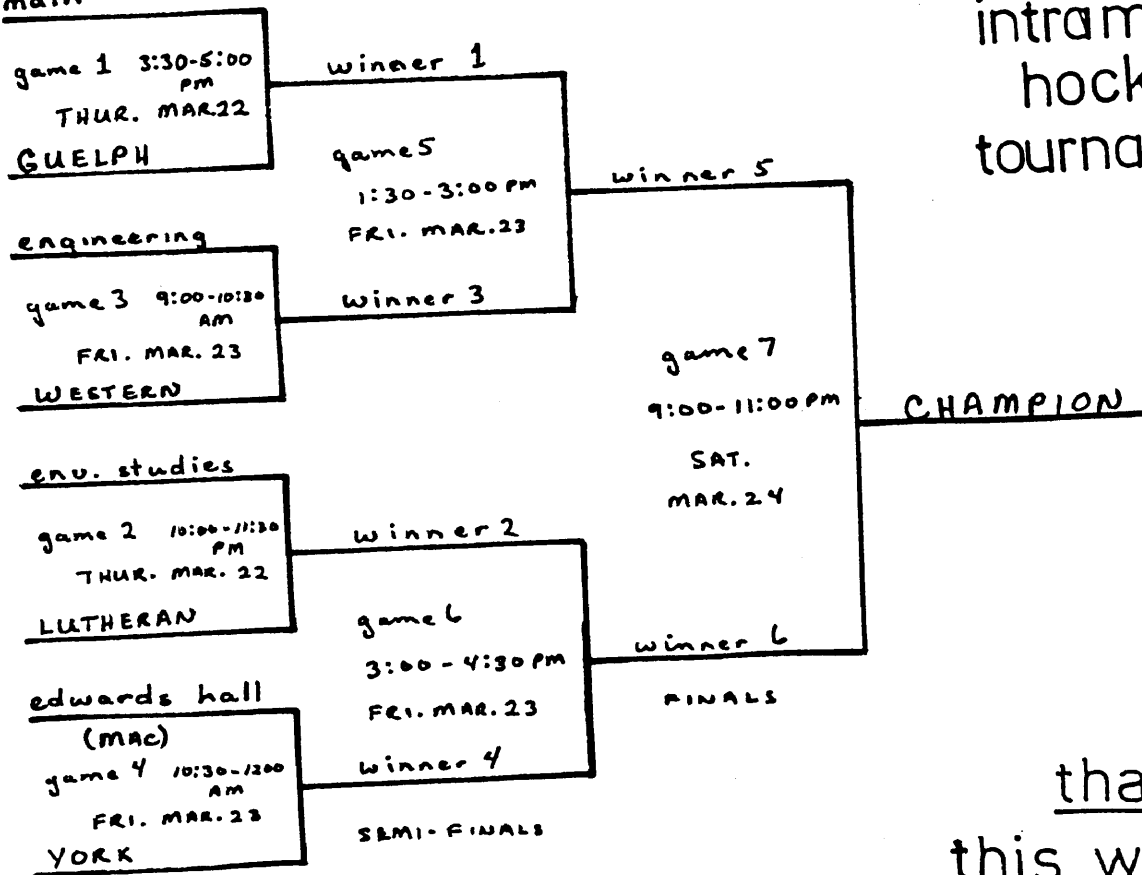 main
game 1 3:30-5:00
PM
THUR. MAR.22
GUELPH
engineering
game 3 9:00-10:30
AM
FRI. MAR. 23
WESTERN
env. studies
game 2 10:00-11:30
PM
THUR. MAR. 22
LUTHERAN
edwards hall
(MAC)
game 4 10:30-1200
AM
FRI. MAR. 23
YORK
winner 1
game 5
1:30-3:00 PM
FRI. MAR. 23
winner 3
winner 2
game 6
3:00 - 4:30 PM
FRI. MAR. 23
winner 4
SEMI-FINALS
winner 5
game 7
9:00-11:00 PM
SAT.
MAR. 24
winner 6
FINALS
CHAMPION
intram
hock
tourna
tha
this w